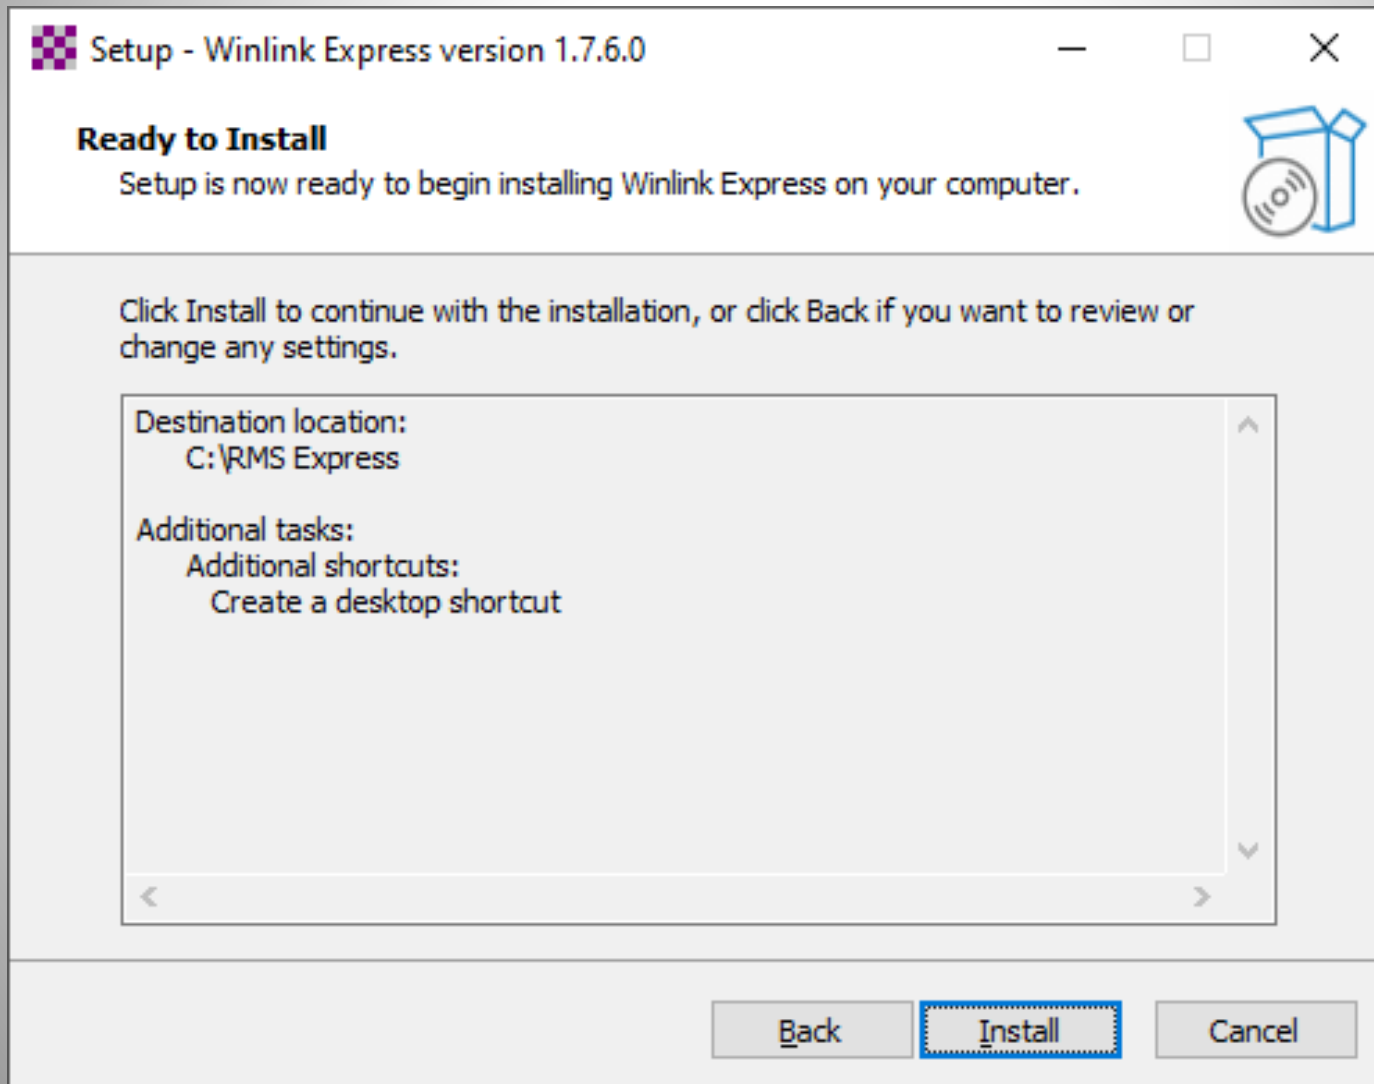 Setup - Winlink Express version 1.7.6.0
Ready to Install
Setup is now ready to begin installing Winlink Express on your computer.
Click Install to continue with the installation, or click Back if you want to review or
change any settings.
Destination location:
C:\RMS Express
Additional tasks:
Additional shortcuts:
Create a desktop shortcut
Back
Install
Cancel